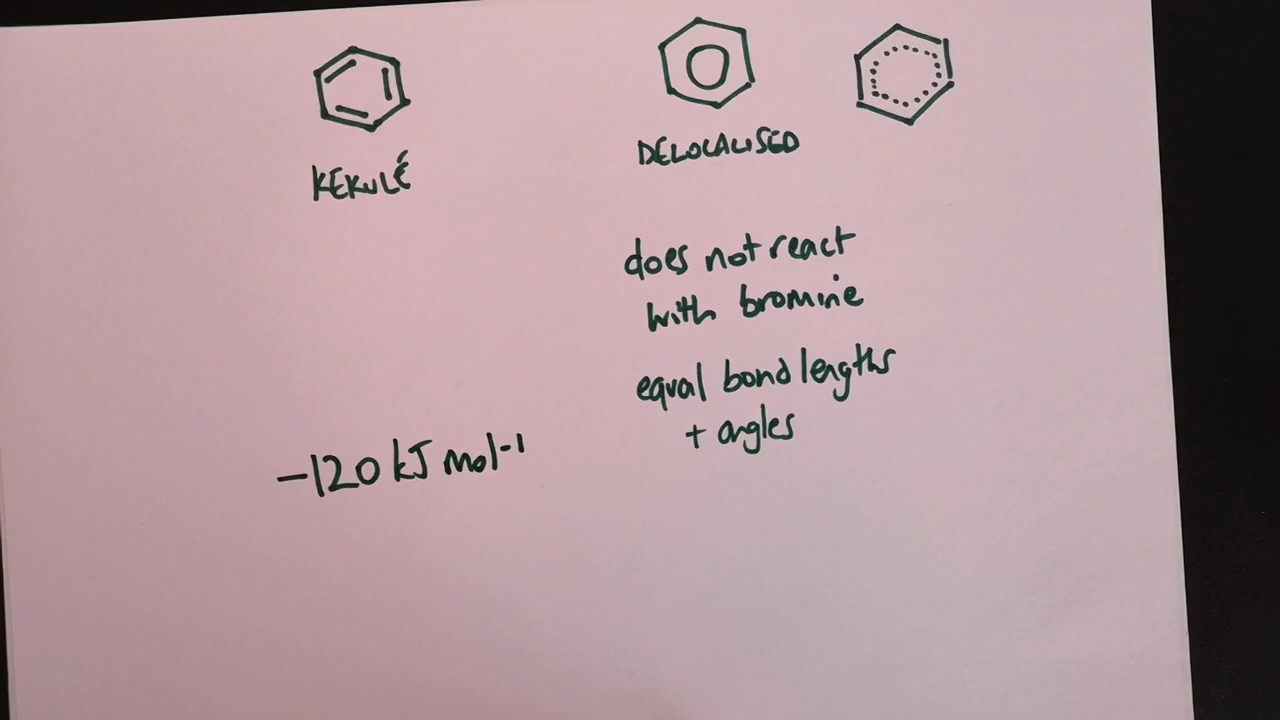 KEKULÉ
DELOCALISED
does not react
with bromine
equal bond lengths
+ angles
-120 kJ mol⁻¹